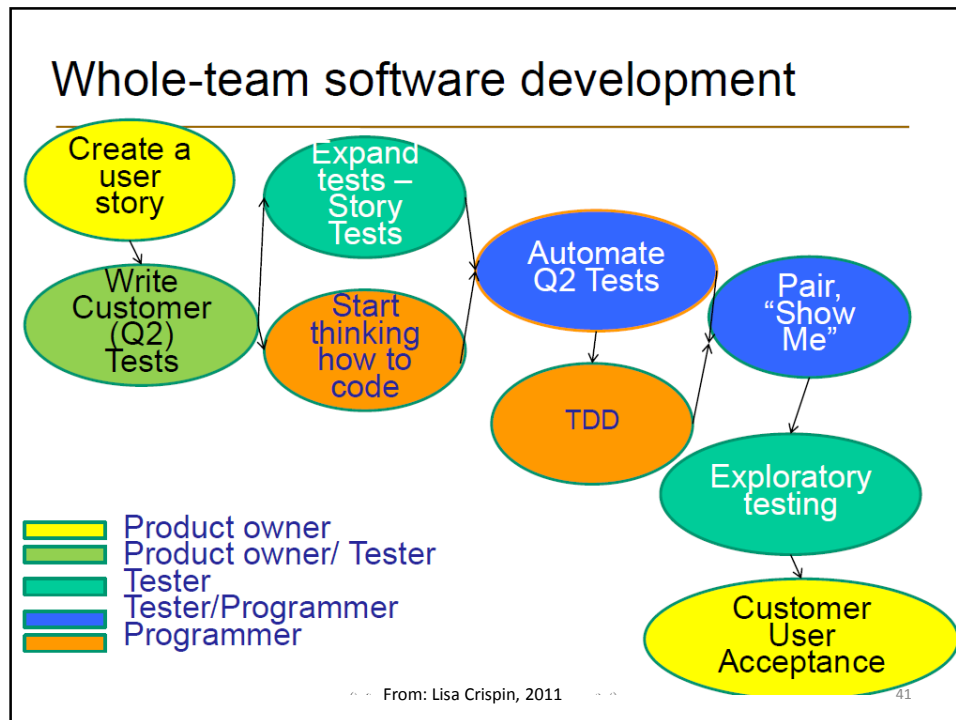 Whole-team software development
Create a
user
story
Write
Customer
(Q2)
Tests
Expand
tests –
Story
Tests
Start
thinking
how to
code
Automate
Q2 Tests
TDD
Pair,
“Show
Me”
Exploratory
testing
Customer
User
Acceptance
Product owner
Product owner/ Tester
Tester
Tester/Programmer
Programmer
From: Lisa Crispin, 2011
41